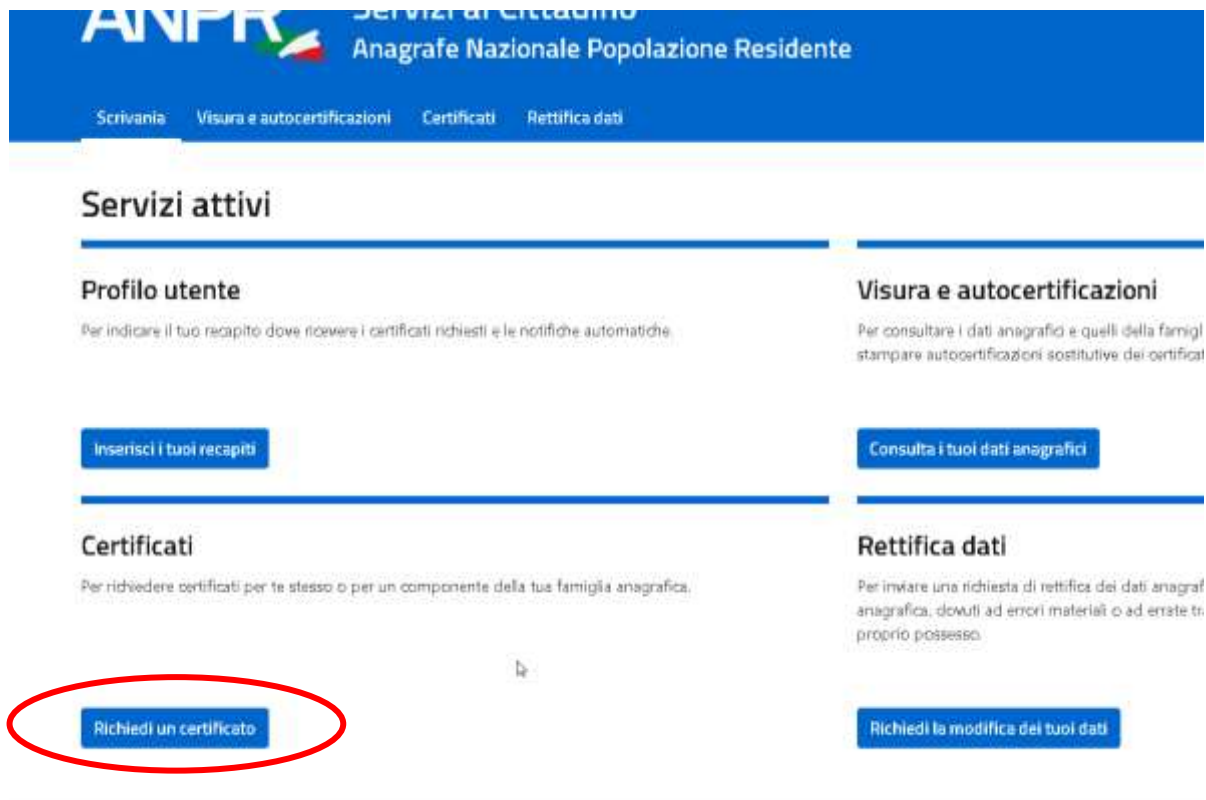 ANPR
Servizi al Cittadino
Anagrafe Nazionale Popolazione Residente
Scrivania Visura e autocertificazioni Certificati Rettifica dati
Servizi attivi
Profilo utente
Per indicare il tuo recapito dove ricevere i certificati richiesti e le notifiche automatiche.
Inserisci i tuoi recapiti
Visura e autocertificazioni
Per consultare i dati anagrafici e quelli della famigl
stampare autocertificazioni sostitutive dei certificat
Consulta i tuoi dati anagrafici
Certificati
Per richiedere certificati per te stesso o per un componente della tua famiglia anagrafica.
Richiedi un certificato
Rettifica dati
Per inviare una richiesta di rettifica dei dati anagraf
anagrafica, dovuti ad errori materiali o ad errate tr
proprio possesso.
Richiedi la modifica dei tuoi dati